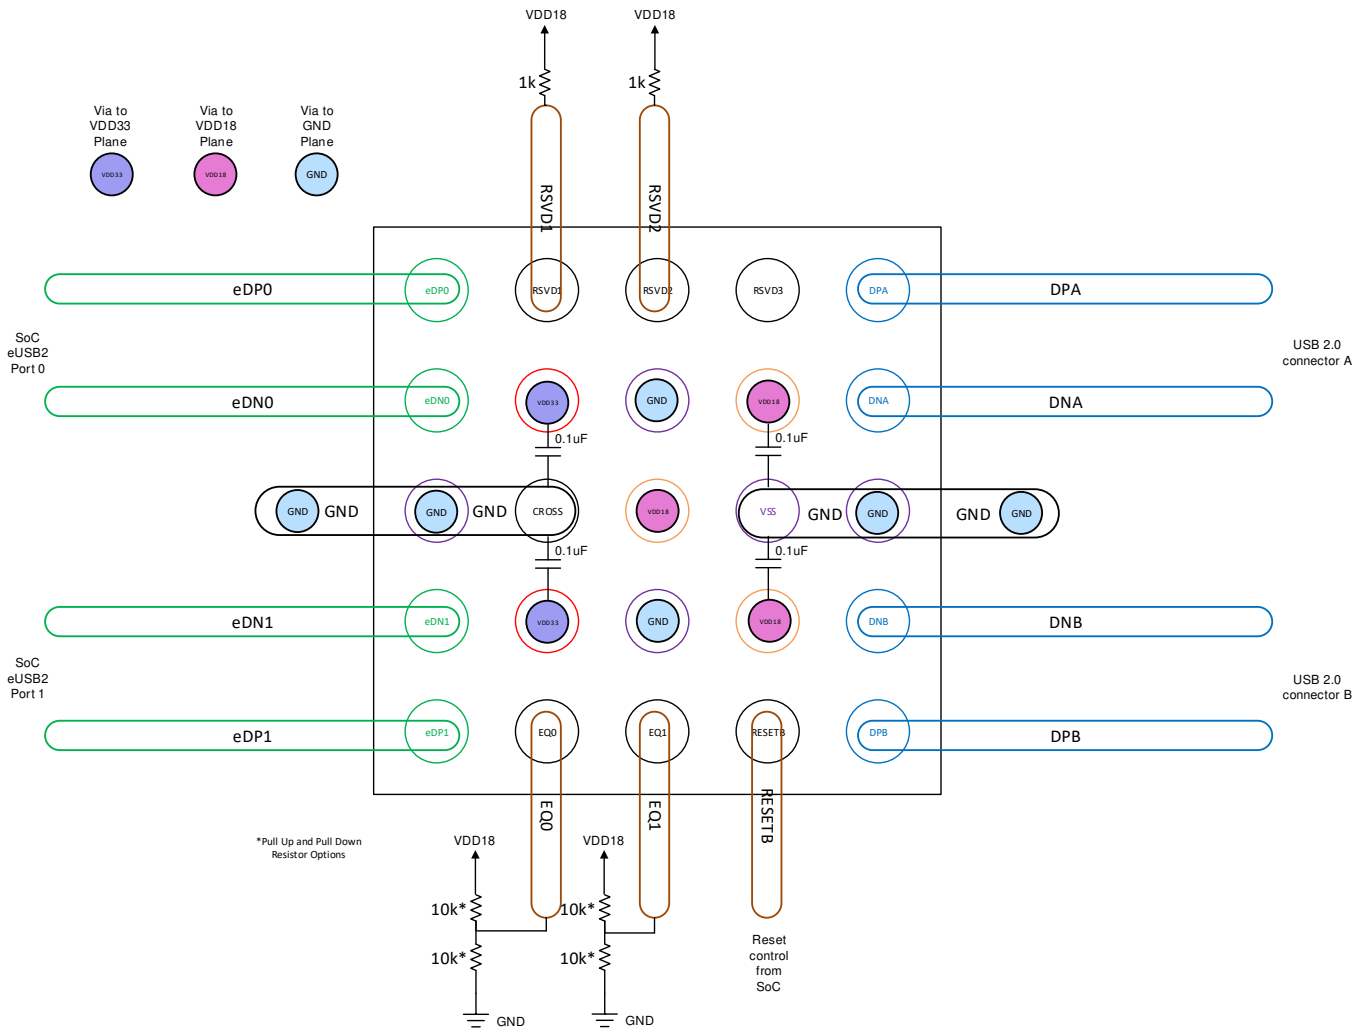 VDD18
VDD18
1k
1k
Via to
VDD33
Plane
Via to
VDD18
Plane
Via to
GND
Plane
VDD33
VDD18
GND
RSVD1
RSVD2
eDP0
eDP0
RSVD1
RSVD2
RSVD3
DPA
DPA
SoC
eUSB2
Port 0
USB 2.0
connector A
eDN0
eDN0
VDD33
GND
VDD18
DNA
DNA
0.1uF
0.1uF
GND
GND
GND
GND
CROSS
VDD18
VSS
GND
GND
GND
GND
0.1uF
0.1uF
eDN1
eDN1
VDD33
GND
VDD18
DNB
DNB
SoC
eUSB2
Port 1
USB 2.0
connector B
eDP1
eDP1
EQ0
EQ1
RESETB
DPB
DPB
EQ0
EQ1
RESETB
*Pull Up and Pull Down
Resistor Options
VDD18
VDD18
10k*
10k*
10k*
10k*
Reset
control
from
SoC
GND
GND